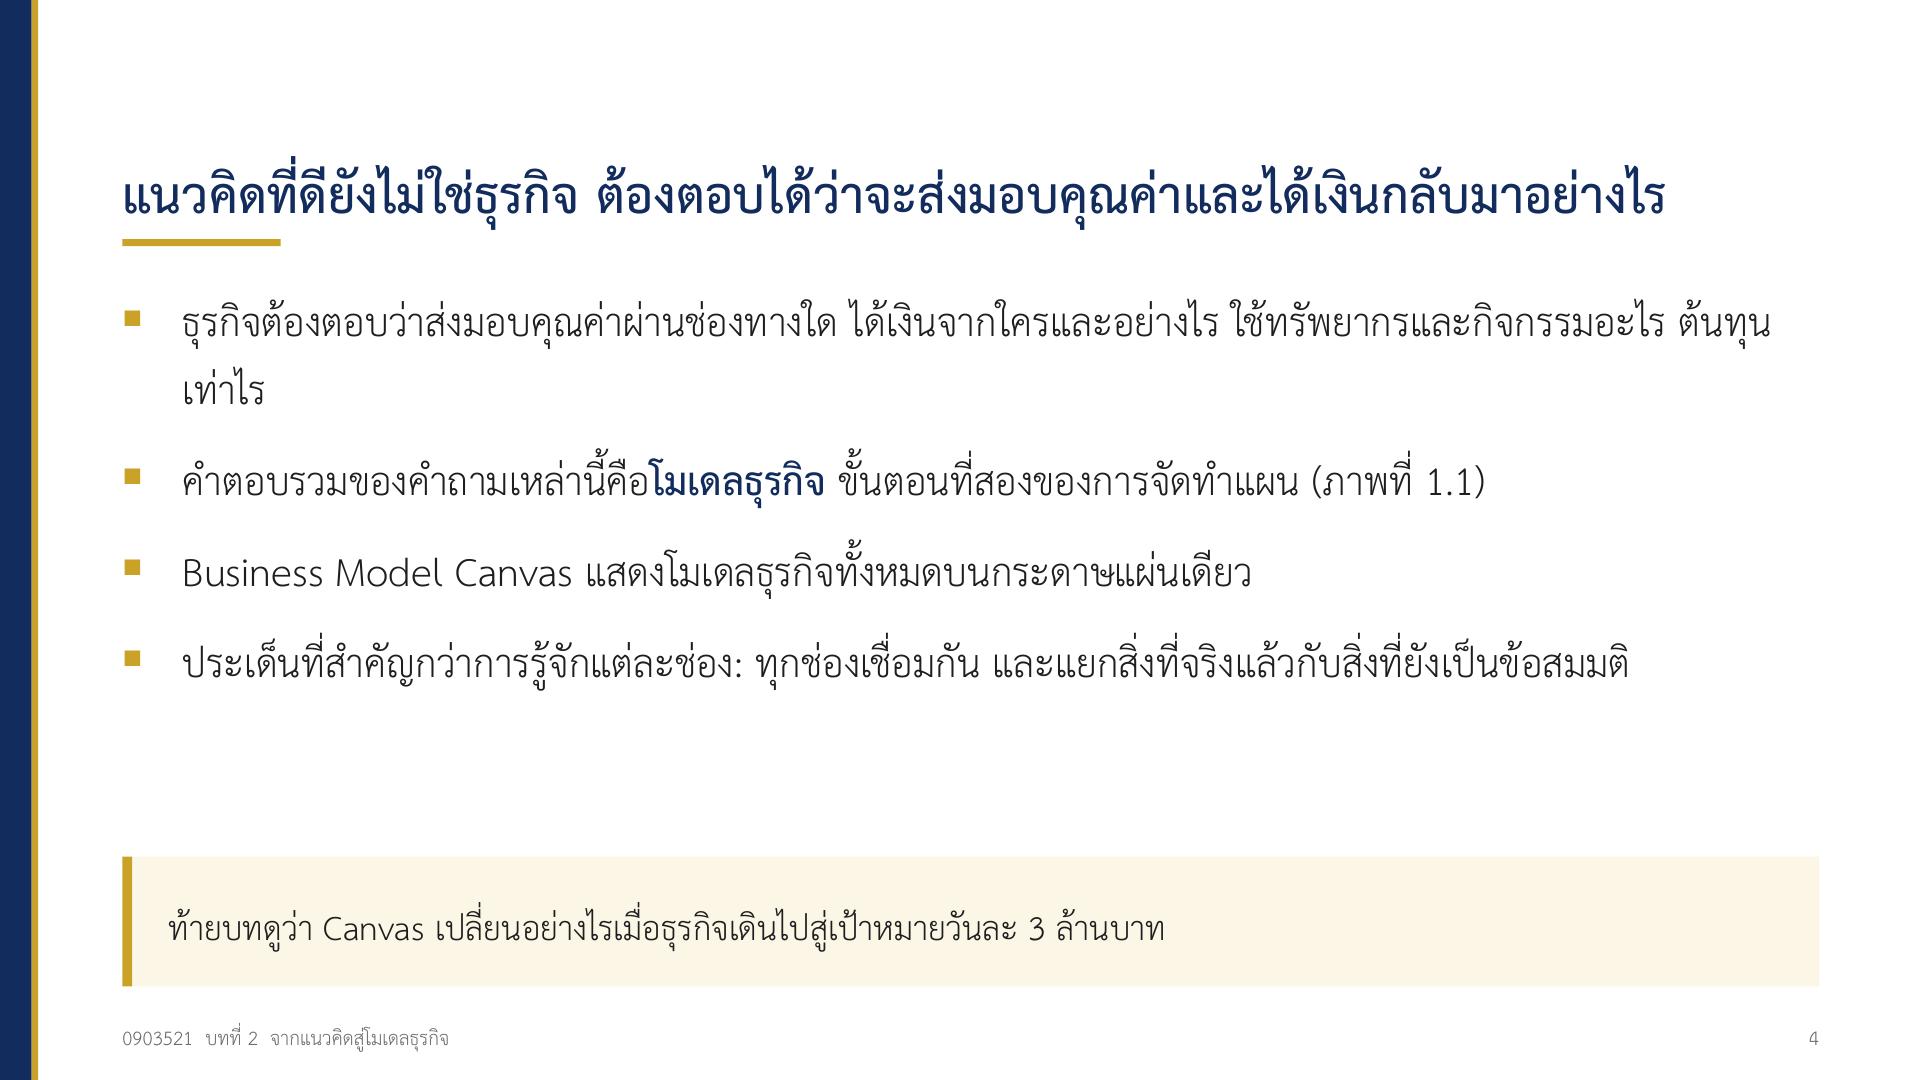 แนวคิดที่ดียังไม่ใช่ธุรกิจ ต้องตอบได้ว่าจะส่งมอบคุณค่าและได้เงินกลับมาอย่างไร
ธุรกิจต้องตอบว่าส่งมอบคุณค่าผ่านช่องทางใด ได้เงินจากใครและอย่างไร ใช้ทรัพยากรและกิจกรรมอะไร ต้นทุน
เท่าไร
คำตอบรวมของคำถามเหล่านี้คือโมเดลธุรกิจ ขั้นตอนที่สองของการจัดทำแผน (ภาพที่ 1.1)
Business Model Canvas แสดงโมเดลธุรกิจทั้งหมดบนกระดาษแผ่นเดียว
ประเด็นที่สำคัญกว่าการรู้จักแต่ละช่อง: ทุกช่องเชื่อมกัน และแยกสิ่งที่จริงแล้วกับสิ่งที่ยังเป็นข้อสมมติ
ท้ายบทดูว่า Canvas เปลี่ยนอย่างไรเมื่อธุรกิจเดินไปสู่เป้าหมายวันละ 3 ล้านบาท
0903521 บทที่ 2 จากแนวคิดสู่โมเดลธุรกิจ
4